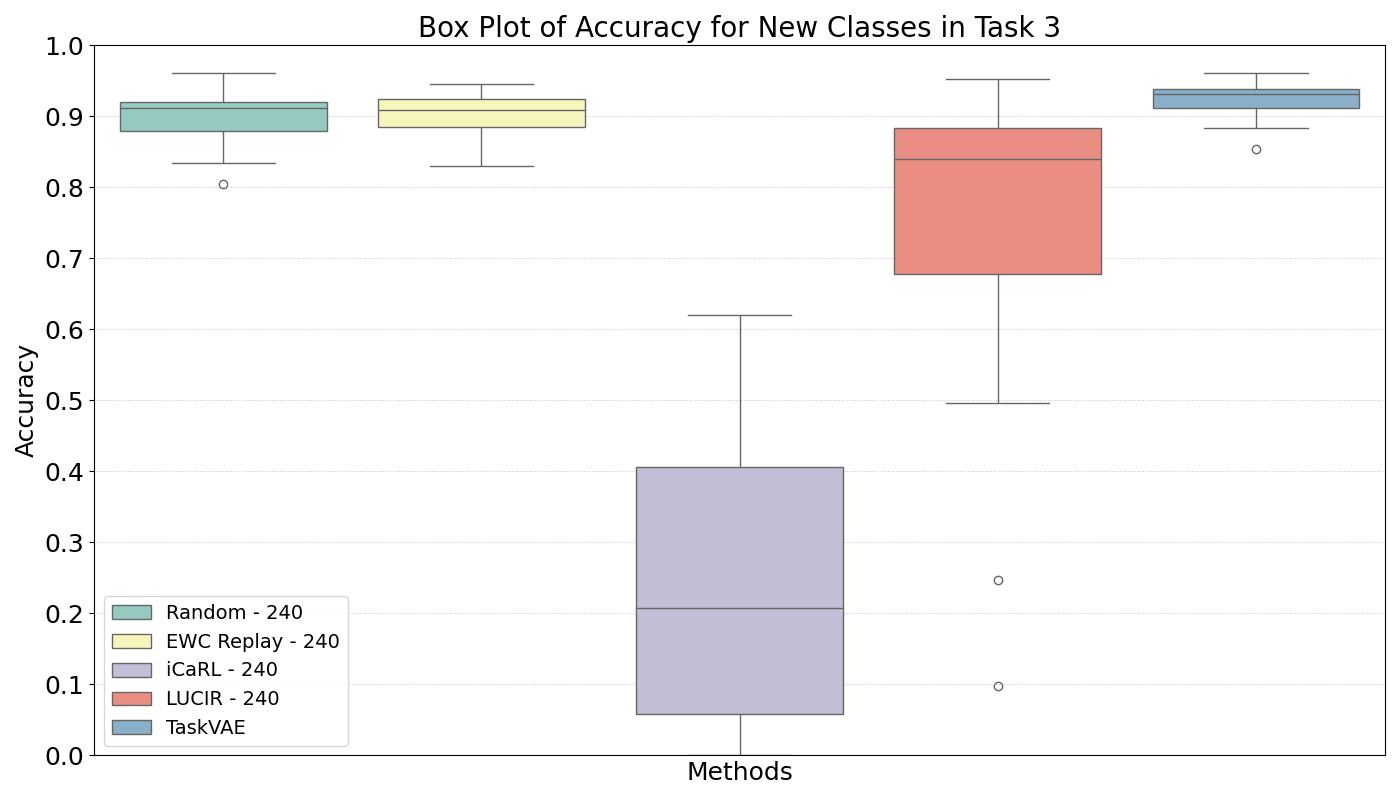 Box Plot of Accuracy for New Classes in Task 3
1.0
0.9
0.8
0.7
0.6
0.5
0.4
0.3
0.2
0.1
0.0
Accuracy
Random - 240
EWC Replay - 240
iCaRL - 240
LUCIR - 240
TaskVAE
Methods